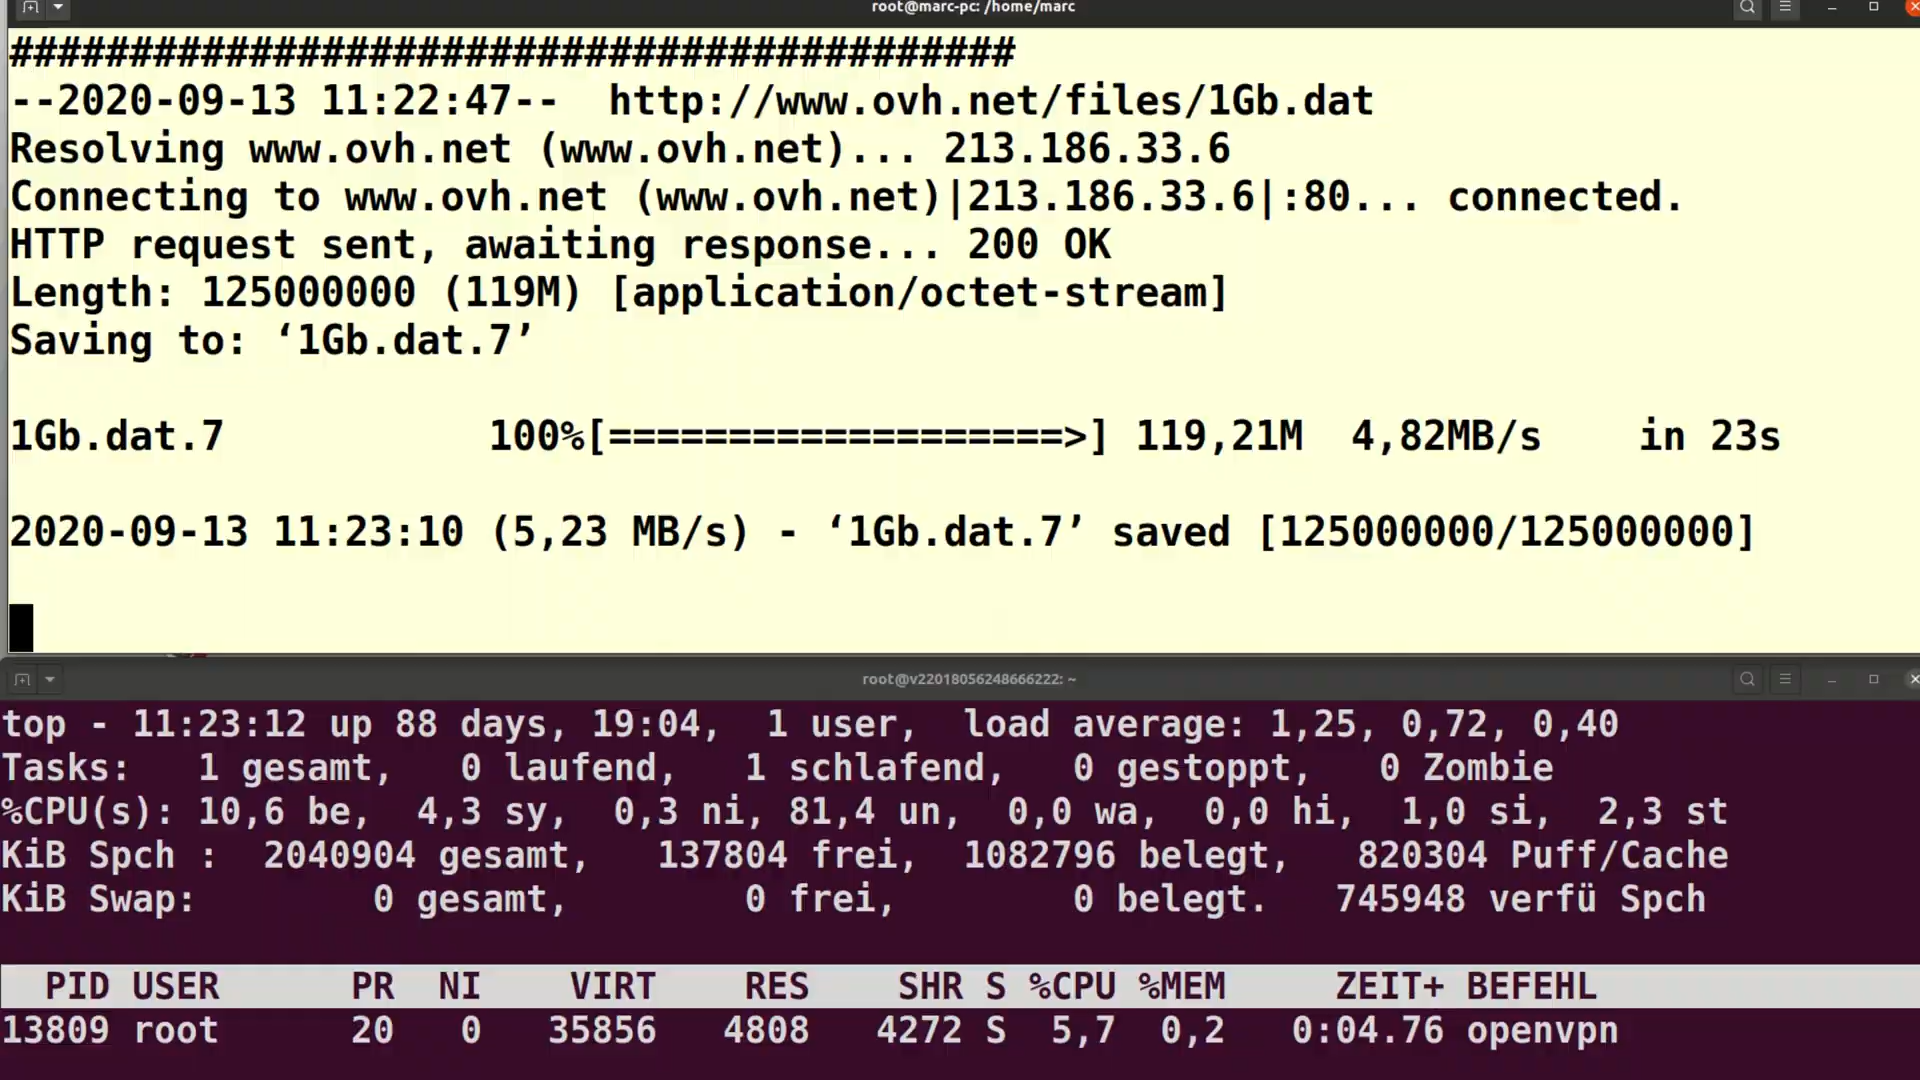 root@marc-pc: /home/marc
##########################################
--2020-09-13 11:22:47--  http://www.ovh.net/files/1Gb.dat
Resolving www.ovh.net (www.ovh.net)... 213.186.33.6
Connecting to www.ovh.net (www.ovh.net)|213.186.33.6|:80... connected.
HTTP request sent, awaiting response... 200 OK
Length: 125000000 (119M) [application/octet-stream]
Saving to: ‘1Gb.dat.7’
1Gb.dat.7           100%[===================>] 119,21M  4,82MB/s    in 23s
2020-09-13 11:23:10 (5,23 MB/s) - ‘1Gb.dat.7’ saved [125000000/125000000]
root@v22018056248666222: ~
top - 11:23:12 up 88 days, 19:04,  1 user,  load average: 1,25, 0,72, 0,40
Tasks:   1 gesamt,   0 laufend,   1 schlafend,   0 gestoppt,   0 Zombie
%CPU(s): 10,6 be,  4,3 sy,  0,3 ni, 81,4 un,  0,0 wa,  0,0 hi,  1,0 si,  2,3 st
KiB Spch :  2040904 gesamt,   137804 frei,  1082796 belegt,   820304 Puff/Cache
KiB Swap:        0 gesamt,        0 frei,        0 belegt.   745948 verfü Spch
PID USER      PR  NI    VIRT    RES    SHR S %CPU %MEM     ZEIT+ BEFEHL
13809 root      20   0   35856   4808   4272 S  5,7  0,2   0:04.76 openvpn